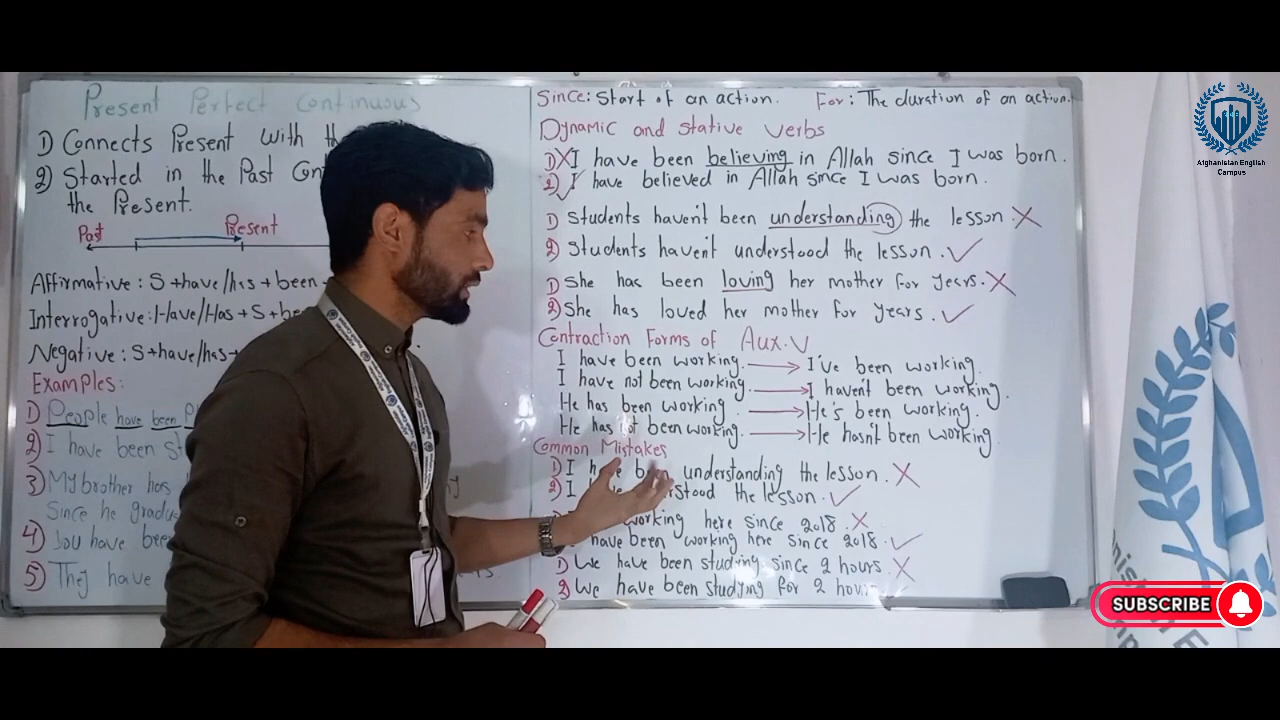 Present Perfect Continuous
1) Connects Present with th
2) Started in the Past Con
the Present.
Past Present
Affirmative: S+have/has+been
Interrogative: Have/Has+S+be
Negative: S+have/has+
Examples:
1) People have been P
2) I have been st
3) My brother has
Since he gradu
4) You have been
5) They have
Since: Start of an action. For: The duration of an action.
Dynamic and Stative Verbs
1) X I have been believing in Allah since I was born.
2) ✓ I have believed in Allah since I was born.
1) Students haven't been understanding the lesson X
2) Students haven't understood the lesson. ✓
1) She has been loving her mother for years. X
2) She has loved her mother for years. ✓
Contraction Forms of Aux.V
I have been working. → I've been working.
I have not been working. → I haven't been working.
He has been working. → He's been working.
He has not been working. → He hasn't been working.
Common Mistakes
1) I have been understanding the lesson. X
2) I have understood the lesson. ✓
working here since 2018. X
have been working here since 2018. ✓
1) We have been studying since 2 hours. X
2) We have been studying for 2 hours
Afghanistan English
Campus
SUBSCRIBE